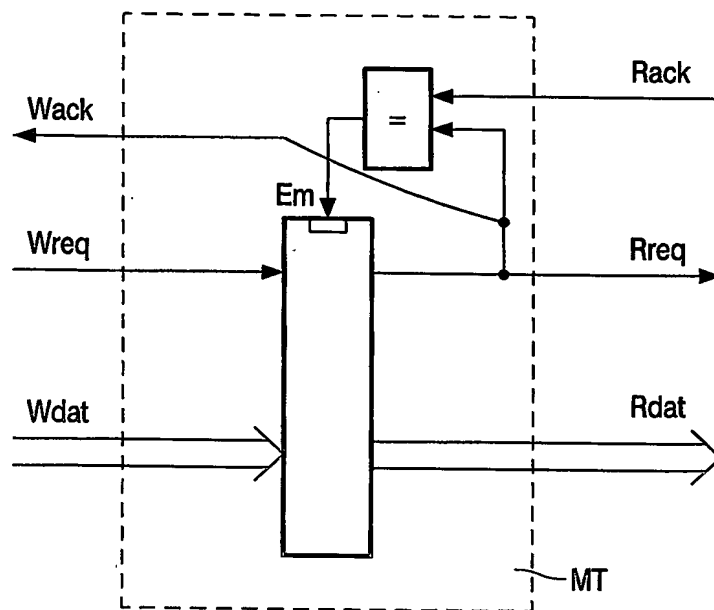 Rack
Wack
=
Em
Wreq
Rreq
Wdat
Rdat
MT